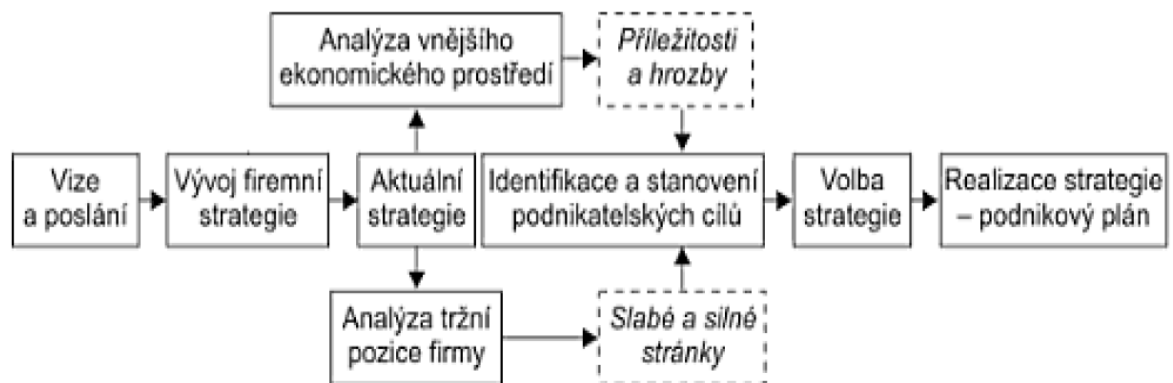 Analýza vnějšího
ekonomického prostředí
Příležitosti
a hrozby
Vize
a poslání
Vývoj firemní
strategie
Aktuální
strategie
Identifikace a stanovení
podnikatelských cílů
Volba
strategie
Realizace strategie
– podnikový plán
Analýza tržní
pozice firmy
Slabé a silné
stránky